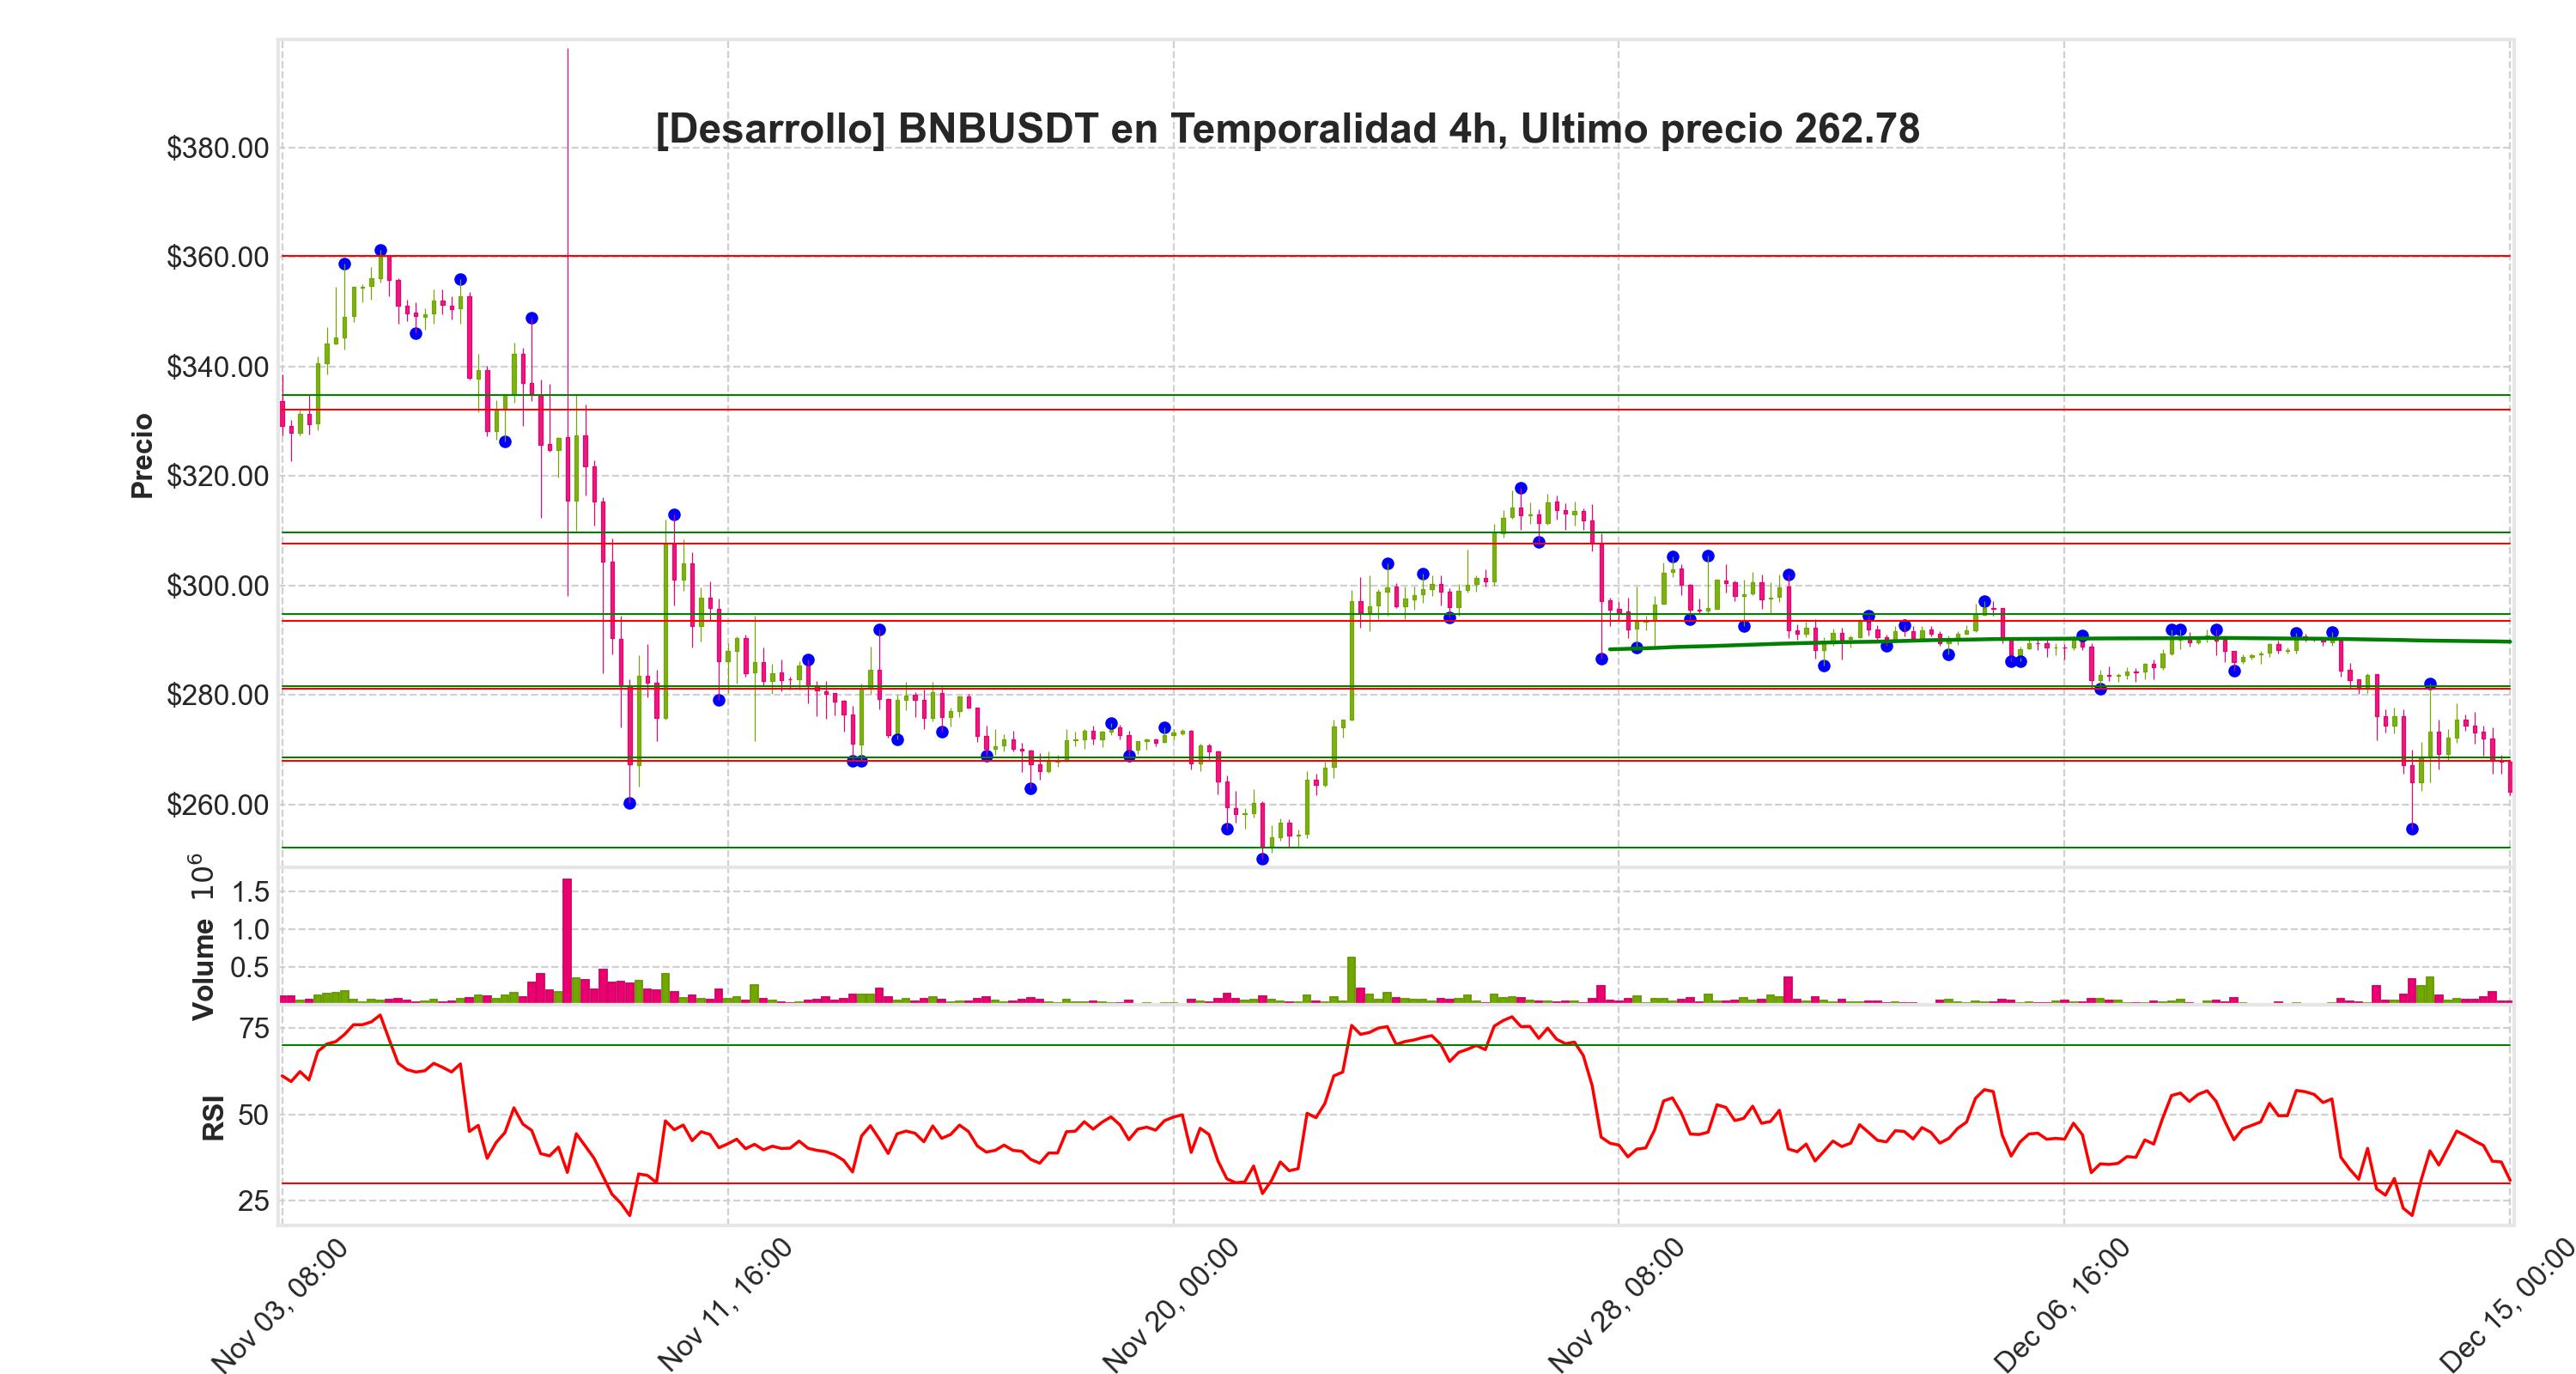 [Desarrollo] BNBUSDT en Temporalidad 4h, Ultimo precio 262.78
Precio
$380.00
$360.00
$340.00
$320.00
$300.00
$280.00
$260.00
Volume 10⁶
1.5
1.0
0.5
RSI
75
50
25
Nov 03, 08:00
Nov 11, 16:00
Nov 20, 00:00
Nov 28, 08:00
Dec 06, 16:00
Dec 15, 00:00